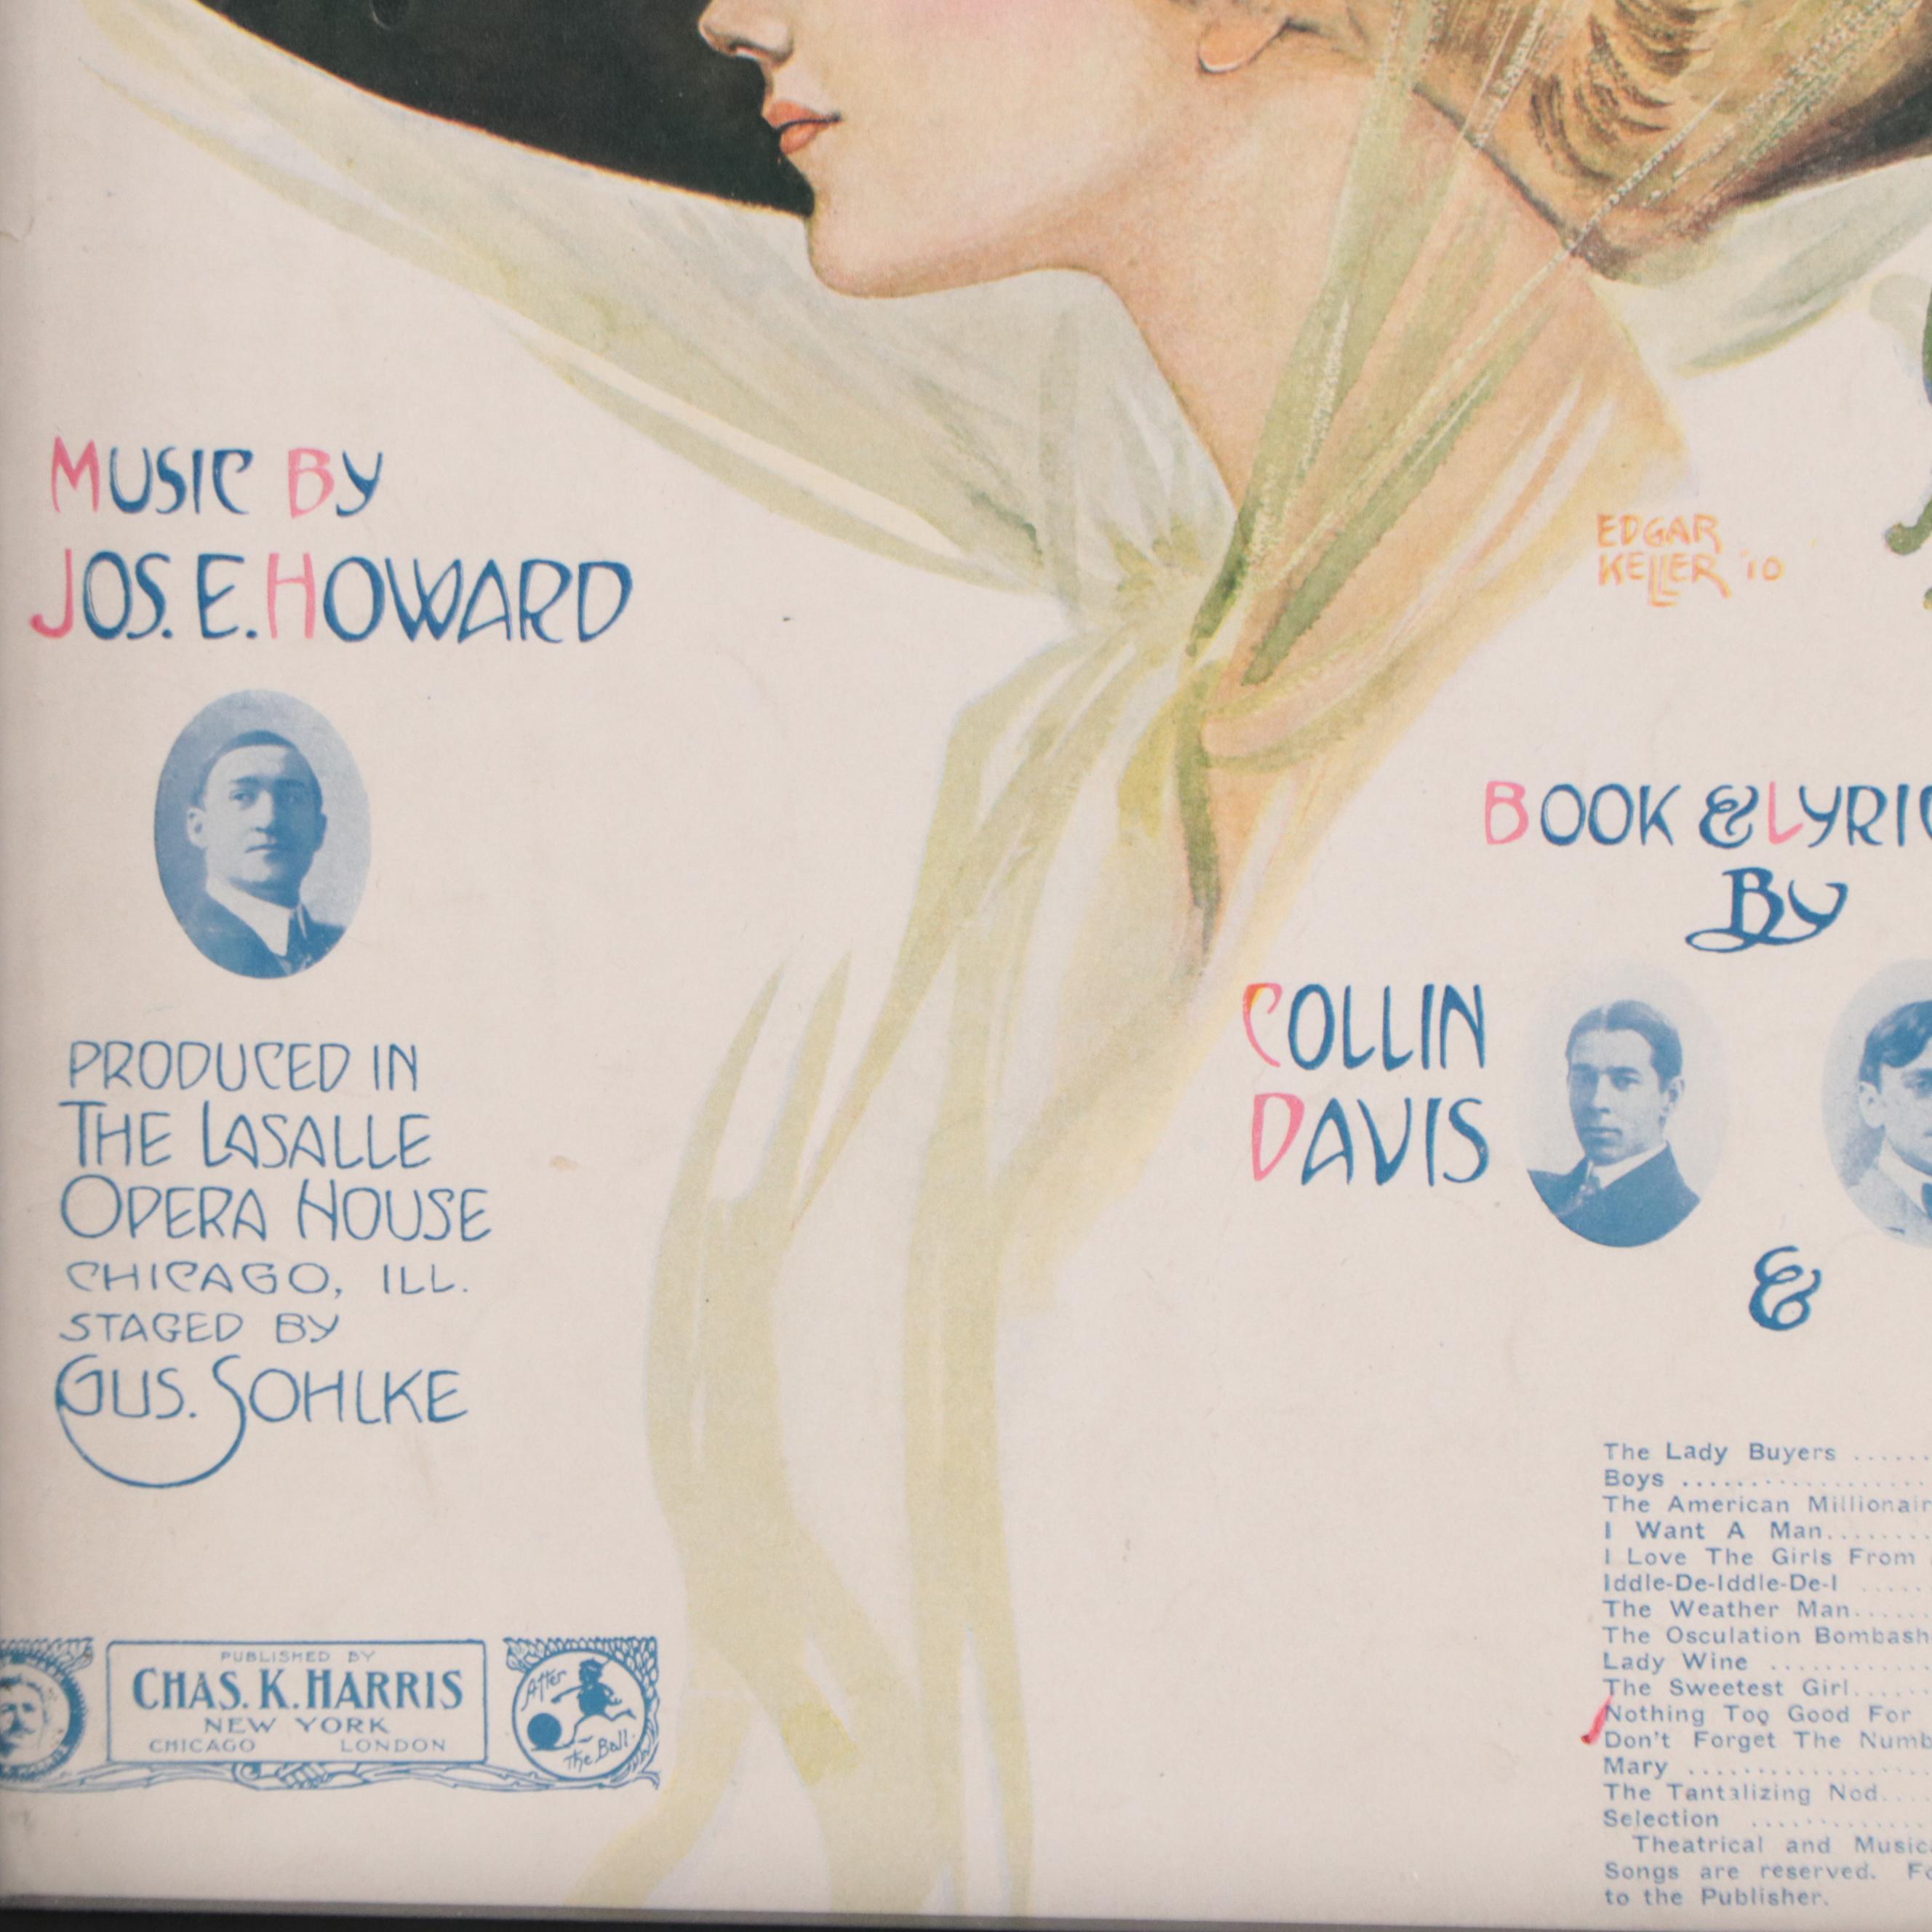 MUSIC BY
JOS. E. HOWARD
EDGAR
KELLER '10
PRODUCED IN
THE LASALLE
OPERA HOUSE
CHICAGO, ILL.
STAGED BY
GUS. SOHLKE
BOOK & LYRIC
By
COLLIN
DAVIS
&
PUBLISHED BY
CHAS. K. HARRIS
NEW YORK
CHICAGO LONDON
After
The Ball.
The Lady Buyers ......
Boys ..................
The American Millionair
I Want A Man........
I Love The Girls From
Iddle-De-Iddle-De-I .....
The Weather Man......
The Osculation Bombash
Lady Wine ............
The Sweetest Girl......
Nothing Too Good For
Don't Forget The Numb
Mary .................
The Tantalizing Nod....
Selection .............
Theatrical and Music
Songs are reserved. Fo
to the Publisher.